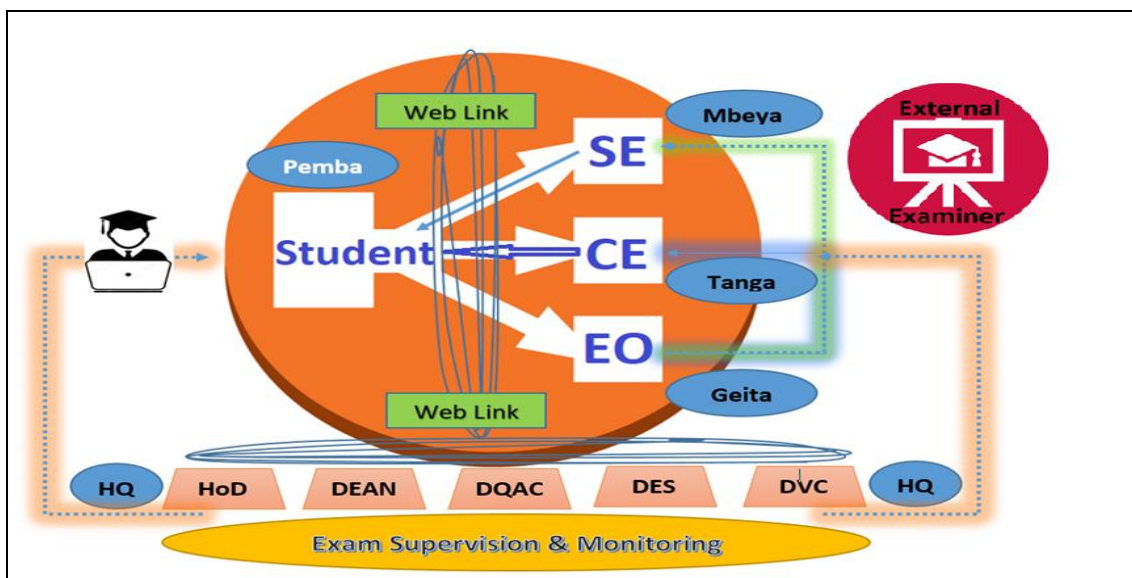 Web Link
Mbeya
External
Examiner
Pemba
SE
Student
CE
Tanga
EO
Geita
Web Link
HQ
HoD
DEAN
DQAC
DES
DVC
HQ
Exam Supervision & Monitoring